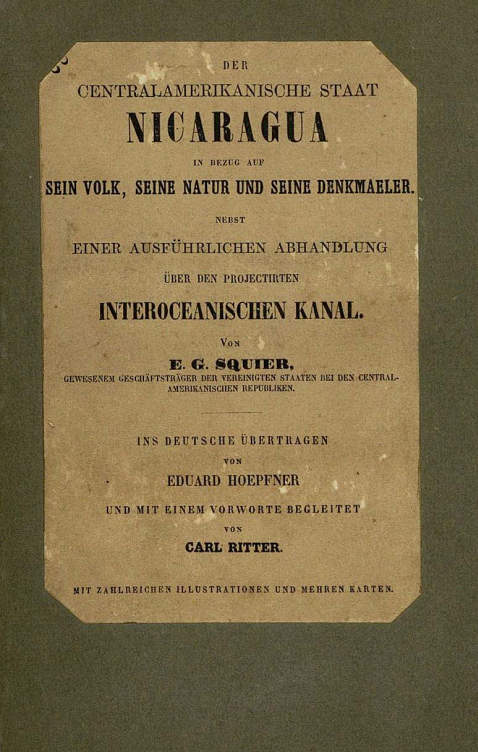 DER
CENTRALAMERIKANISCHE STAAT
NICARAGUA
IN BEZUG AUF
SEIN VOLK, SEINE NATUR UND SEINE DENKMAELER.
NEBST
EINER AUSFÜHRLICHEN ABHANDLUNG
ÜBER DEN PROJECTIRTEN
INTEROCEANISCHEN KANAL.
VON
E. G. SQUIER,
GEWESENEM GESCHÄFTSTRÄGER DER VEREINIGTEN STAATEN BEI DEN CENTRAL-
AMERIKANISCHEN REPUBLIKEN.
INS DEUTSCHE ÜBERTRAGEN
VON
EDUARD HOEPFNER
UND MIT EINEM VORWORTE BEGLEITET
VON
CARL RITTER.
MIT ZAHLREICHEN ILLUSTRATIONEN UND MEHREN KARTEN.